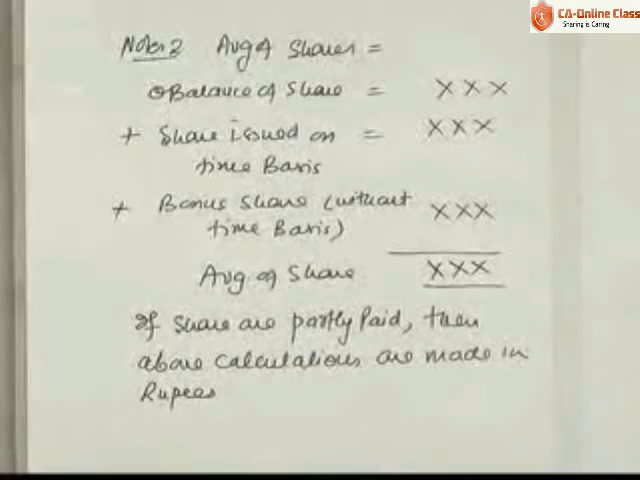 CA-Online Class
Sharing is Caring
Note:2 Avg of Shares =
OBalance of Share = XXX
+ Share issued on = XXX
time Basis
+ Bonus Share (without XXX
time Basis)
Avg of Share XXX
If Share are partly Paid, then
above calculations are made in
Rupees